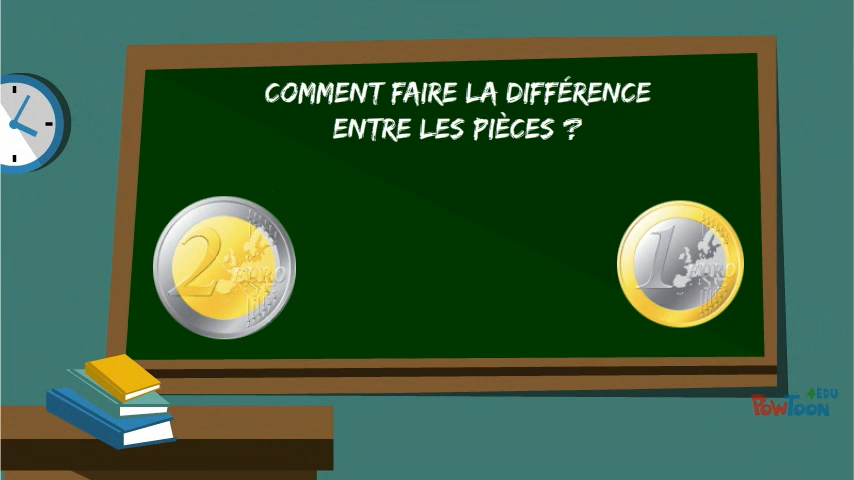 COMMENT FAIRE LA DIFFÉRENCE
ENTRE LES PIÈCES ?
2 EURO
1 EURO
POWTOON EDU